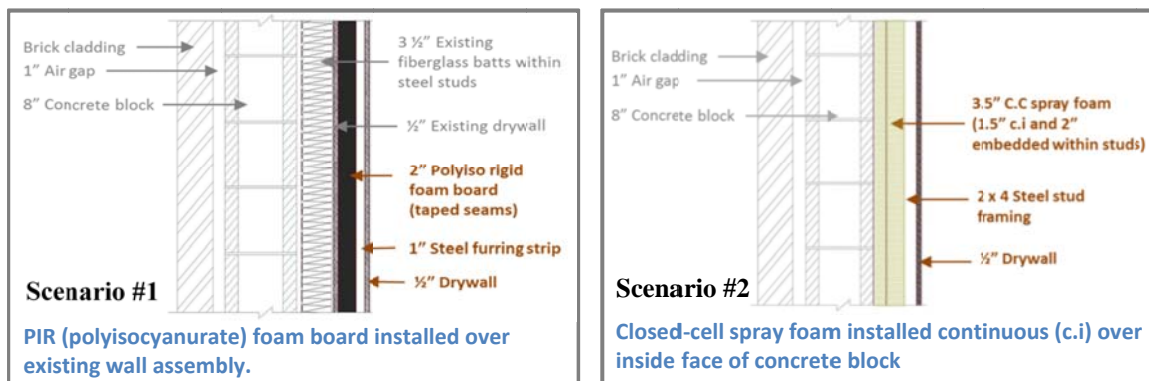 Brick cladding
1” Air gap
8” Concrete block
3 ½” Existing
fiberglass batts within
steel studs
½” Existing drywall
2” Polyiso rigid
foam board
(taped seams)
1” Steel furring strip
½” Drywall
Scenario #1
PIR (polyisocyanurate) foam board installed over
existing wall assembly.
Brick cladding
1” Air gap
8” Concrete block
3.5” C.C spray foam
(1.5” c.i and 2”
embedded within studs)
2 x 4 Steel stud
framing
½” Drywall
Scenario #2
Closed-cell spray foam installed continuous (c.i) over
inside face of concrete block